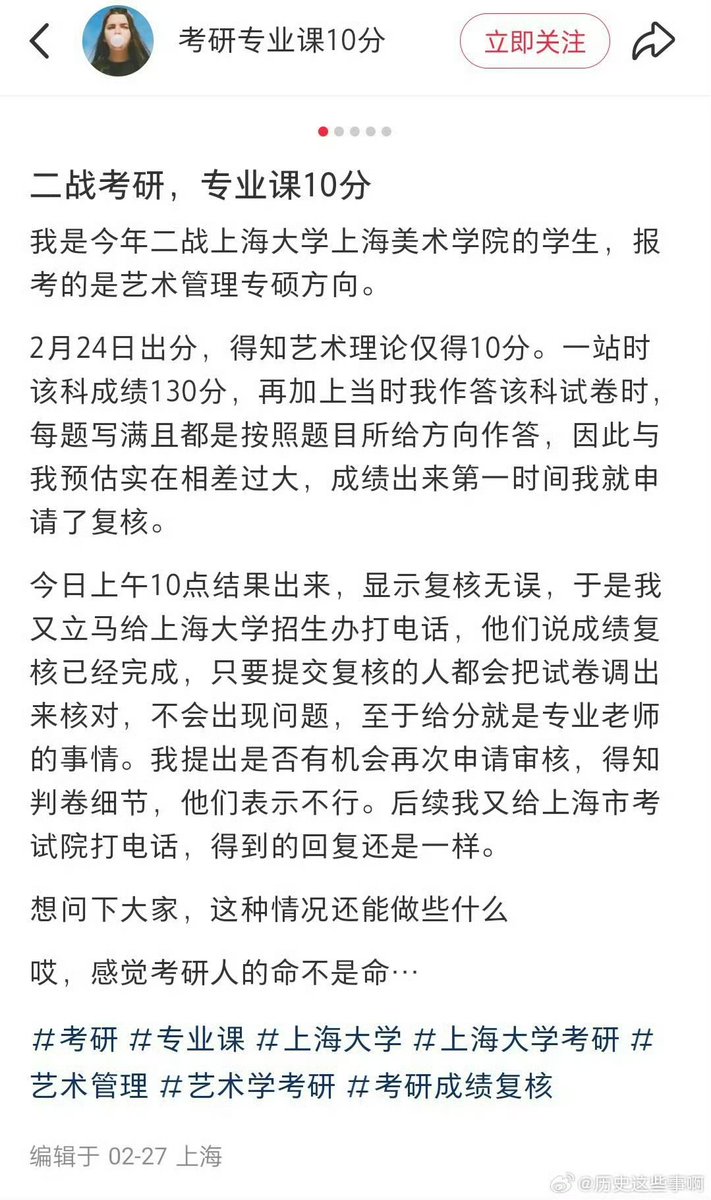 考研专业课10分
立即关注
二战考研，专业课10分
我是今年二战上海大学上海美术学院的学生，报
考的是艺术管理专硕方向。
2月24日出分，得知艺术理论仅得10分。一站时
该科成绩130分，再加上当时我作答该科试卷时，
每题写满且都是按照题目所给方向作答，因此与
我预估实在相差过大，成绩出来第一时间我就申
请了复核。
今日上午10点结果出来，显示复核无误，于是我
又立马给上海大学招生办打电话，他们说成绩复
核已经完成，只要提交复核的人都会把试卷调出
来核对，不会出现问题，至于给分就是专业老师
的事情。我提出是否有机会再次申请审核，得知
判卷细节，他们表示不行。后续我又给上海市考
试院打电话，得到的回复还是一样。
想问下大家，这种情况还能做些什么
哎，感觉考研人的命不是命…
#考研 #专业课 #上海大学 #上海大学考研 #
艺术管理 #艺术学考研 #考研成绩复核
编辑于 02-27 上海
@历史这些事啊